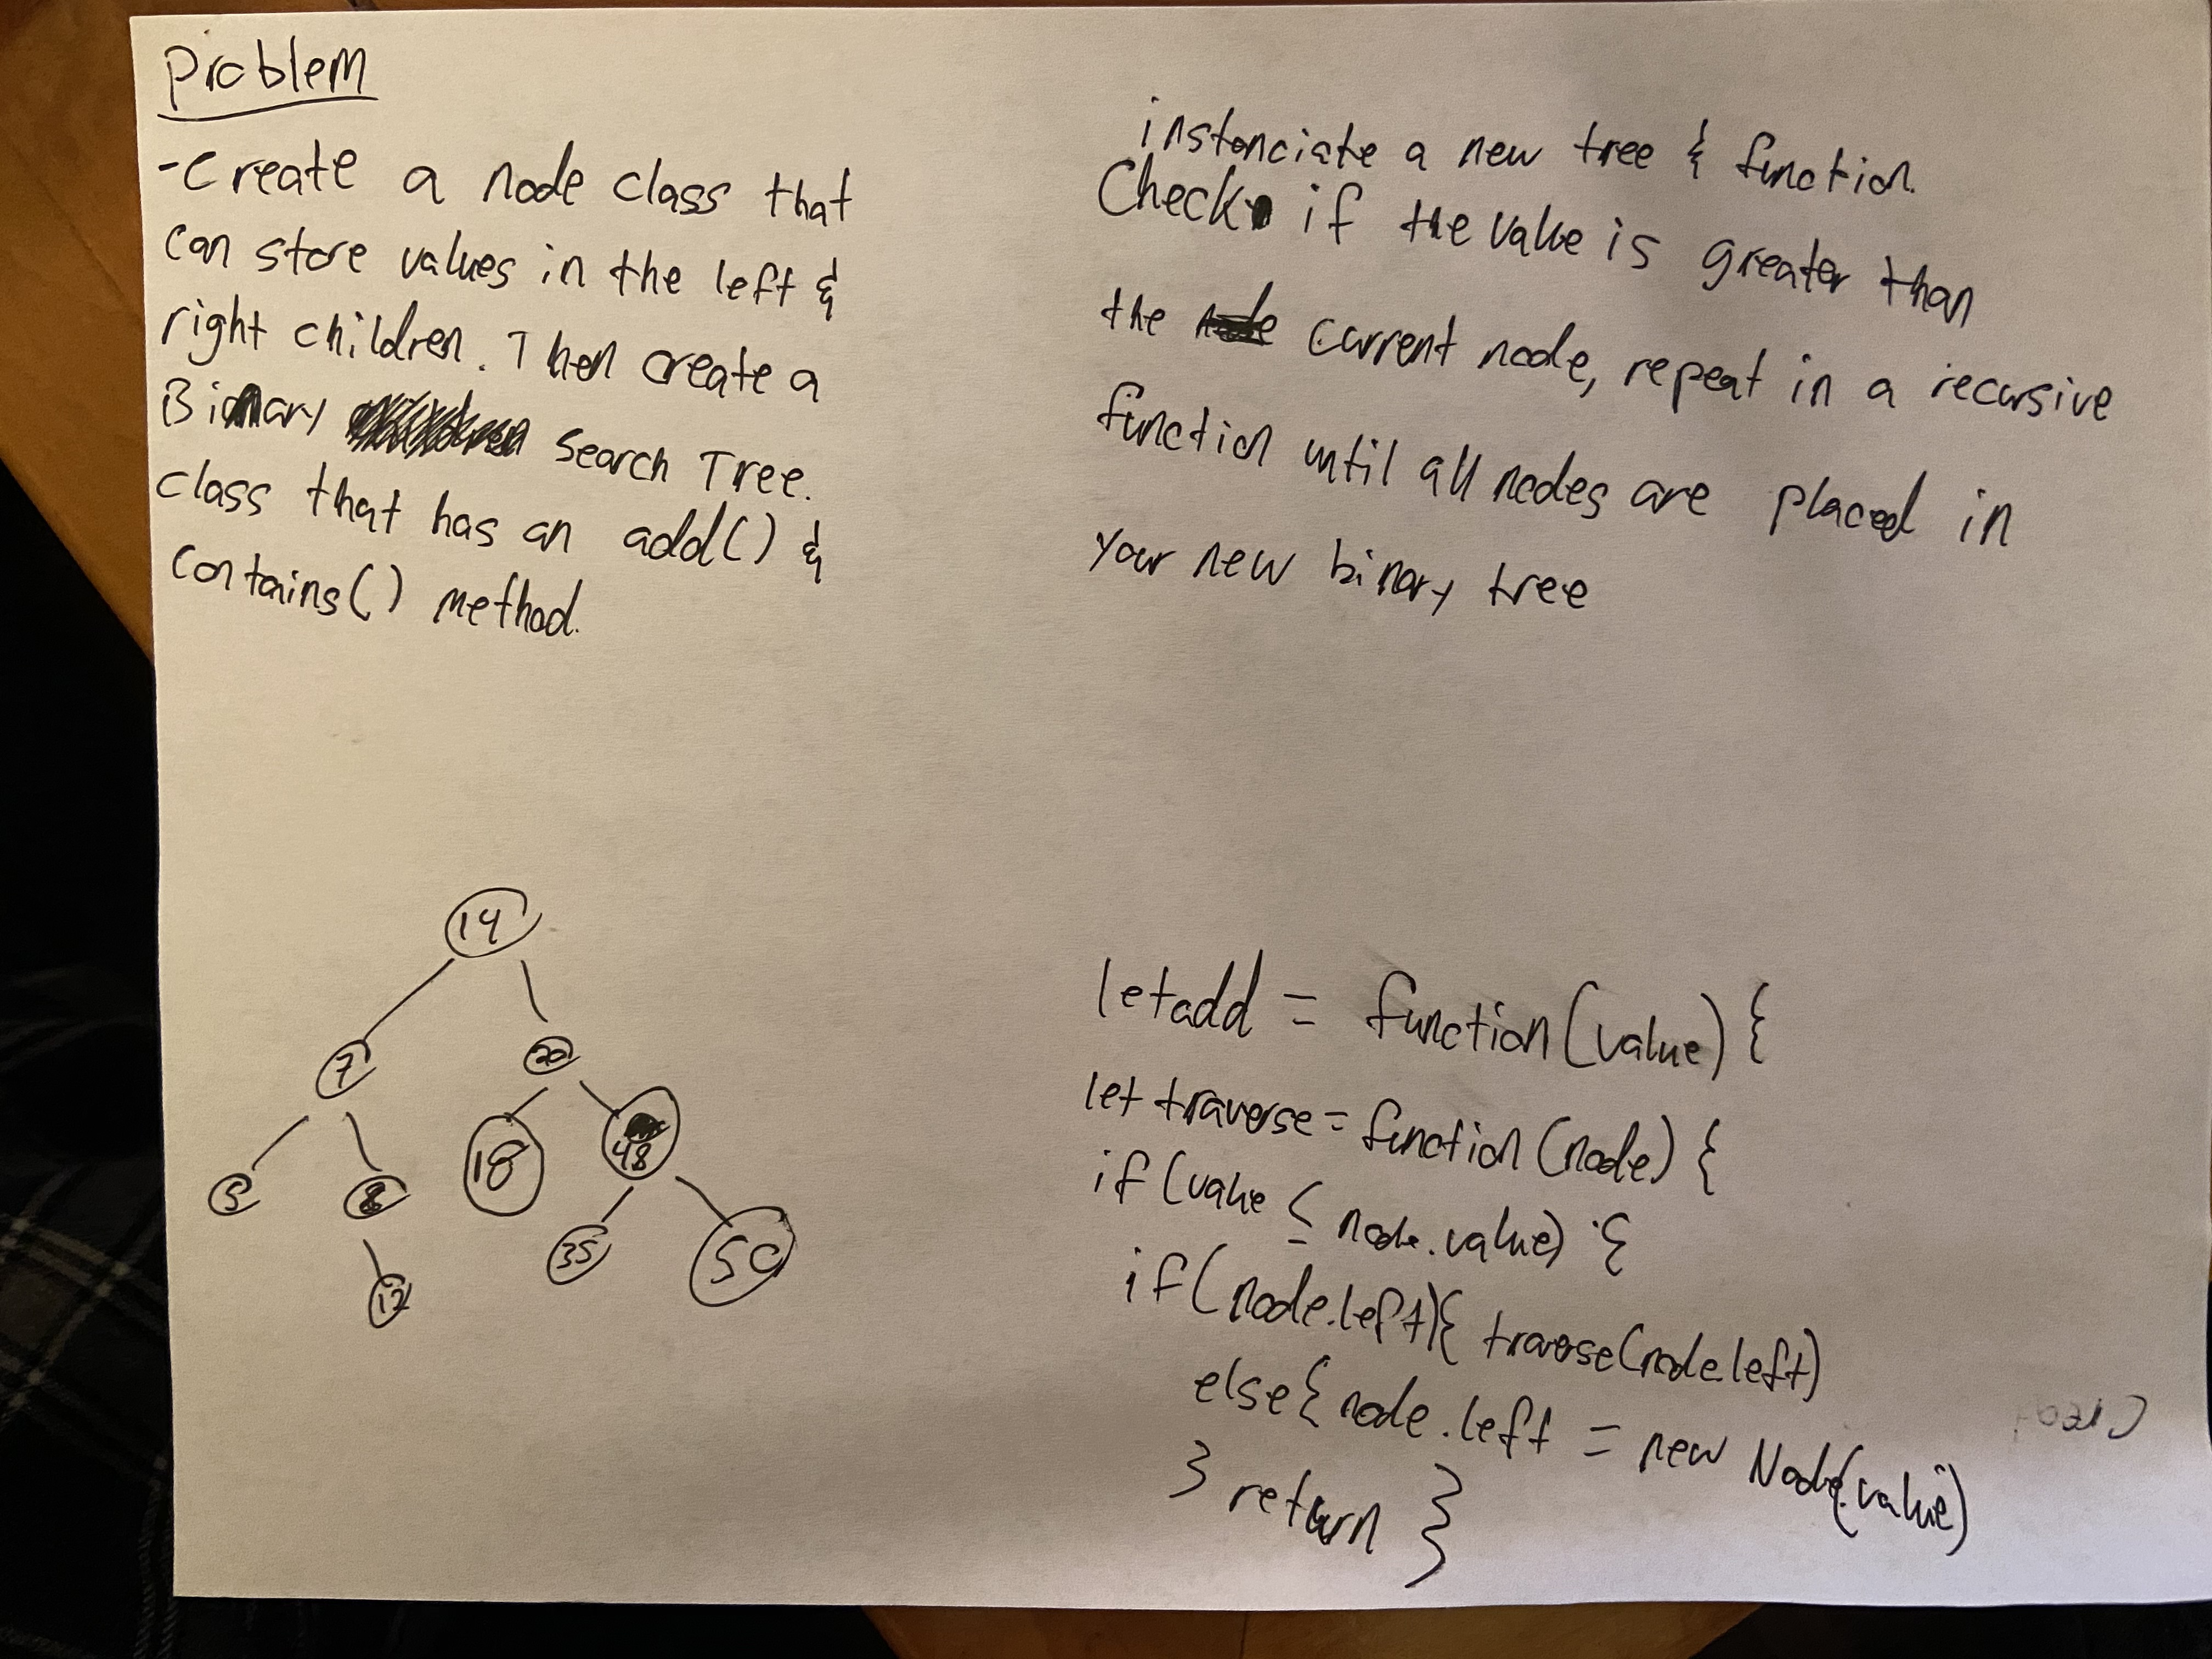 Problem
-Create a node class that
can store values in the left &
right children. Then create a
Binary search Tree.
class that has an add() &
contains() method.
instanciate a new tree & function
Check if the value is greater than
the current node, repeat in a recursive
function until all nodes are placed in
your new binary tree
14
7
20
5
8
18
48
12
35
50
let add = function(value) {
let traverse = function(node) {
if (value ≤ node.value) {
if(node.left){ traverse(node left)
else{ node.left = new Node(value)
} return }}